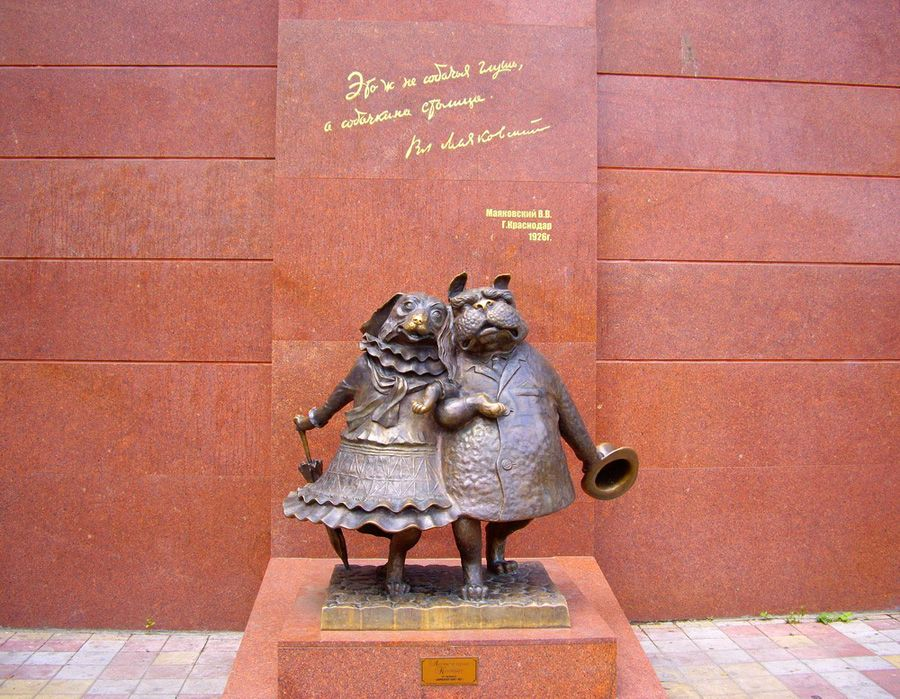 Это ж не собачья глушь,
а собачкина столица.
Вл Маяковский
Маяковский В.В.
Г.Краснодар
1926г.